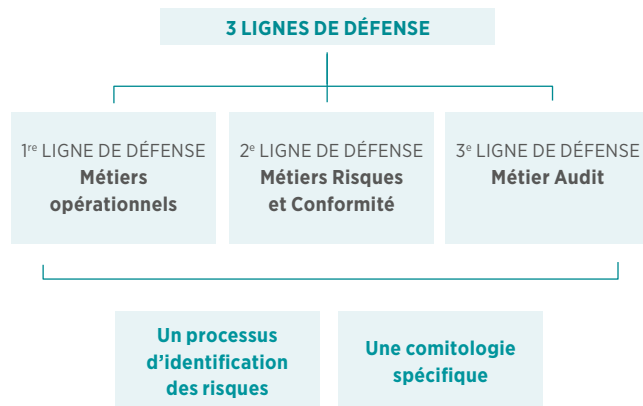 3 LIGNES DE DÉFENSE
1re LIGNE DE DÉFENSE
Métiers
opérationnels
2e LIGNE DE DÉFENSE
Métiers Risques
et Conformité
3e LIGNE DE DÉFENSE
Métier Audit
Un processus
d’identification
des risques
Une comitologie
spécifique